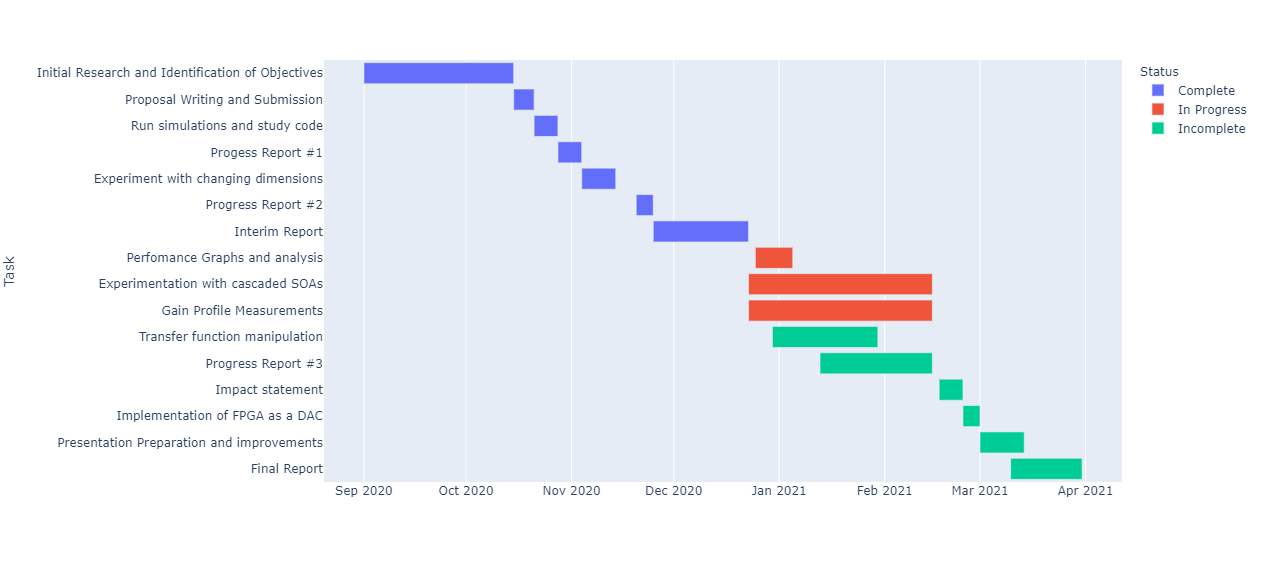 Initial Research and Identification of Objectives
Proposal Writing and Submission
Run simulations and study code
Progess Report #1
Experiment with changing dimensions
Progress Report #2
Interim Report
Perfomance Graphs and analysis
Experimentation with cascaded SOAs
Gain Profile Measurements
Transfer function manipulation
Progress Report #3
Impact statement
Implementation of FPGA as a DAC
Presentation Preparation and improvements
Final Report
Task
Sep 2020 Oct 2020 Nov 2020 Dec 2020 Jan 2021 Feb 2021 Mar 2021 Apr 2021
Status
Complete
In Progress
Incomplete